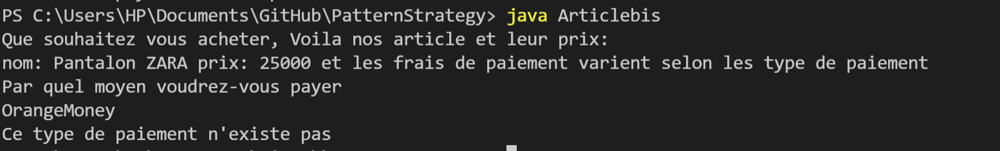 PS C:\Users\HP\Documents\GitHub\PatternStrategy> java Articlebis
Que souhaitez vous acheter, Voila nos article et leur prix:
nom: Pantalon ZARA prix: 25000 et les frais de paiement varient selon les type de paiement
Par quel moyen voudrez-vous payer
OrangeMoney
Ce type de paiement n'existe pas